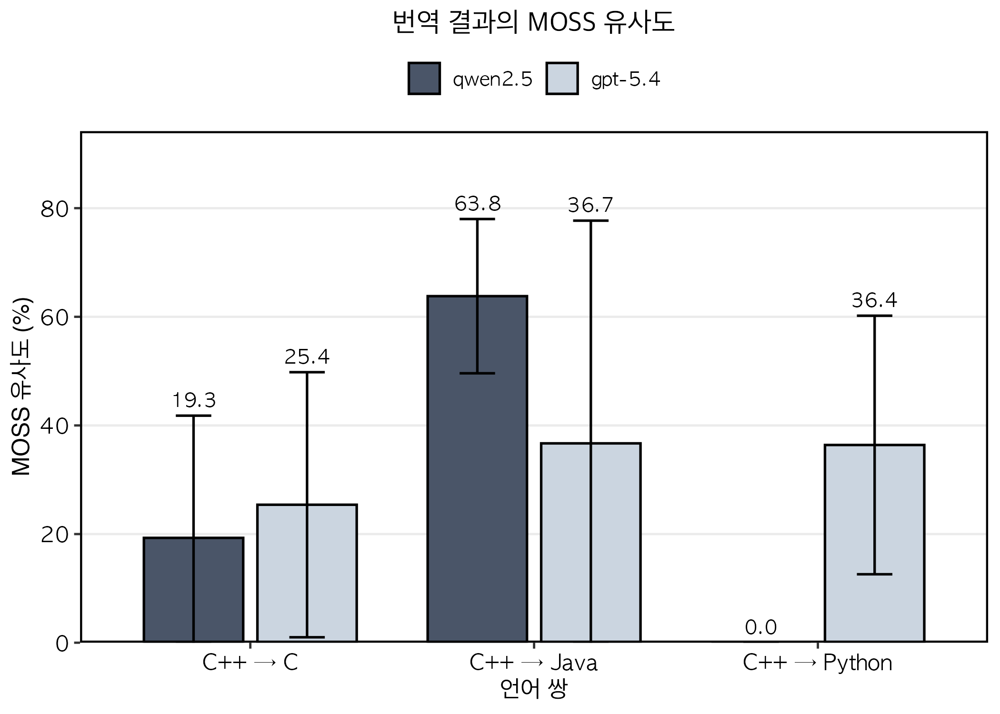 번역 결과의 MOSS 유사도
qwen2.5 gpt-5.4
MOSS 유사도 (%)
80
60
40
20
0
19.3
25.4
63.8
36.7
0.0
36.4
C++ → C
C++ → Java
C++ → Python
언어 쌍